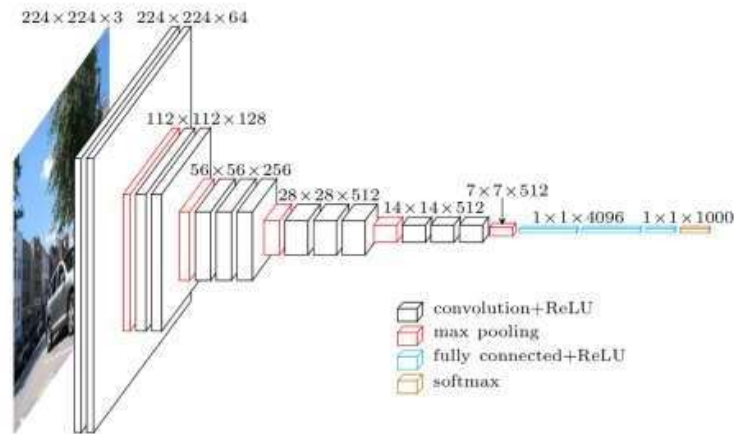 224×224×3
224×224×64
112×112×128
56×56×256
28×28×512
14×14×512
7×7×512
1×1×4096
1×1×1000
convolution+ReLU
max pooling
fully connected+ReLU
softmax